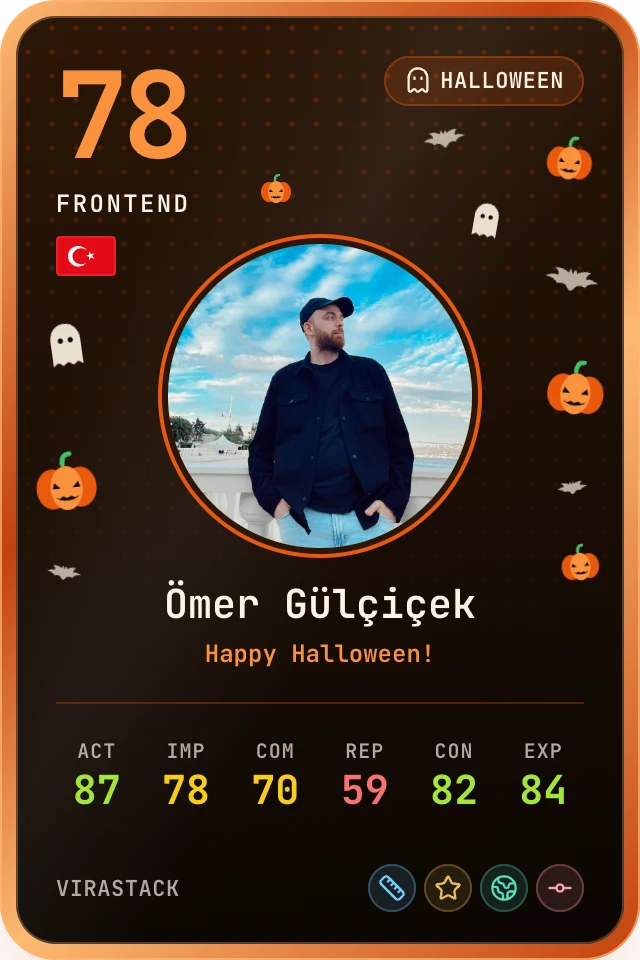 78
HALLOWEEN
FRONTEND
Ömer Gülçiçek
Happy Halloween!
ACT IMP COM REP CON EXP
87 78 70 59 82 84
VIRASTACK